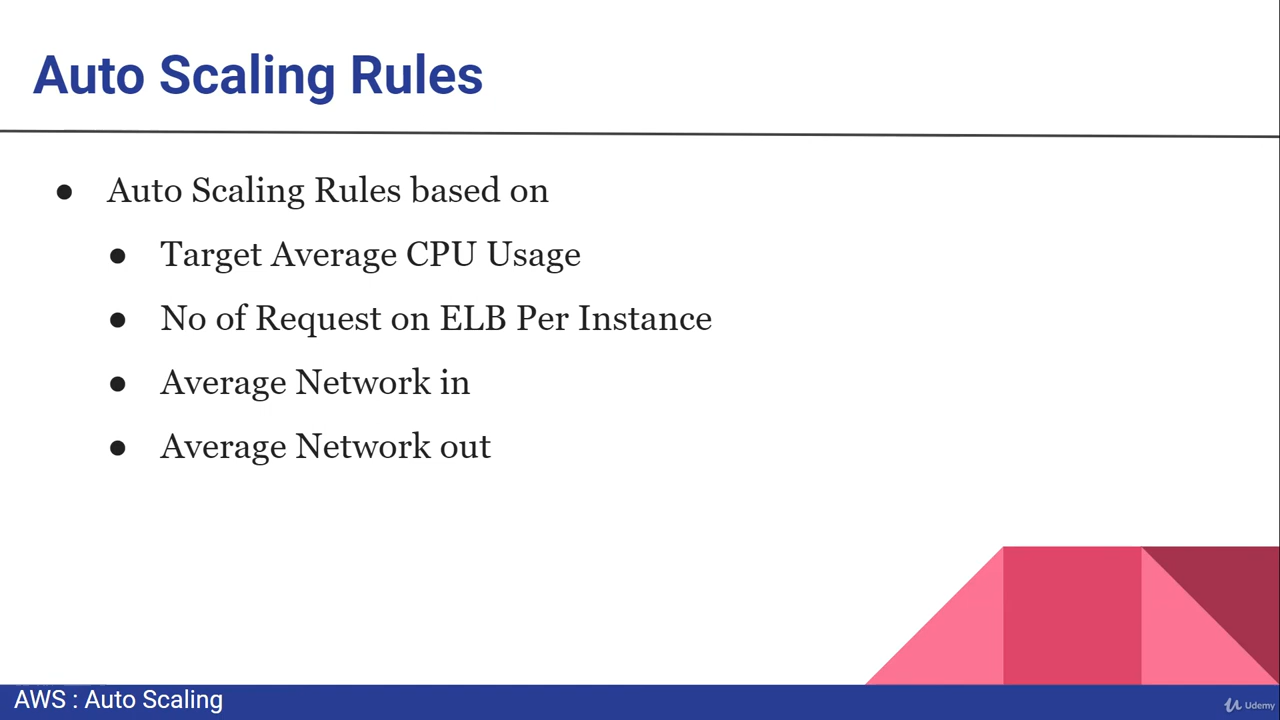 Auto Scaling Rules
● Auto Scaling Rules based on
● Target Average CPU Usage
● No of Request on ELB Per Instance
● Average Network in
● Average Network out
AWS : Auto Scaling
Udemy